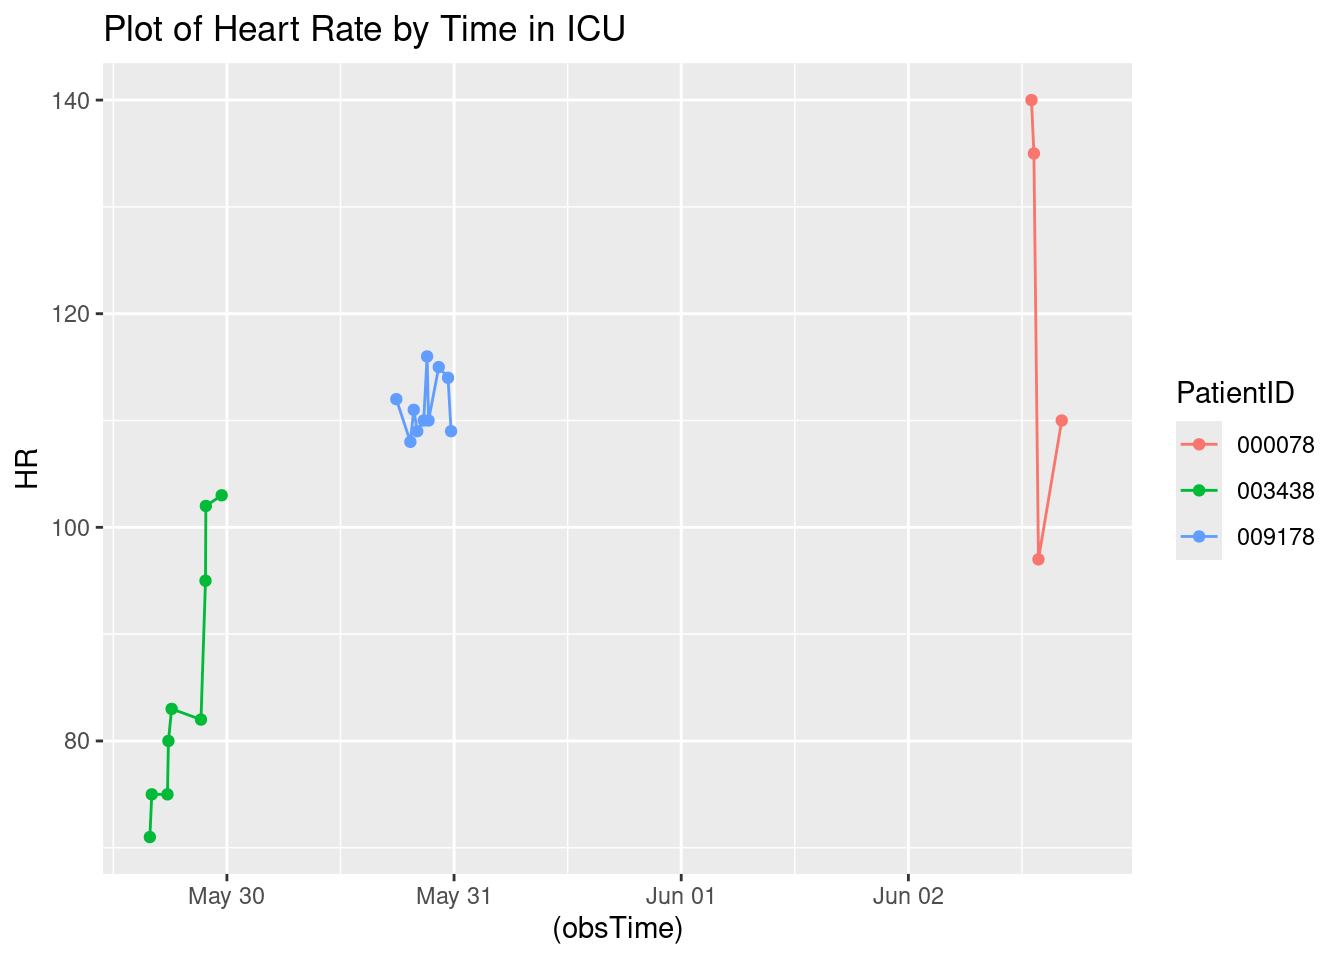 Plot of Heart Rate by Time in ICU
140
120
100
80
HR
May 30
May 31
Jun 01
Jun 02
(obsTime)
PatientID
000078
003438
009178